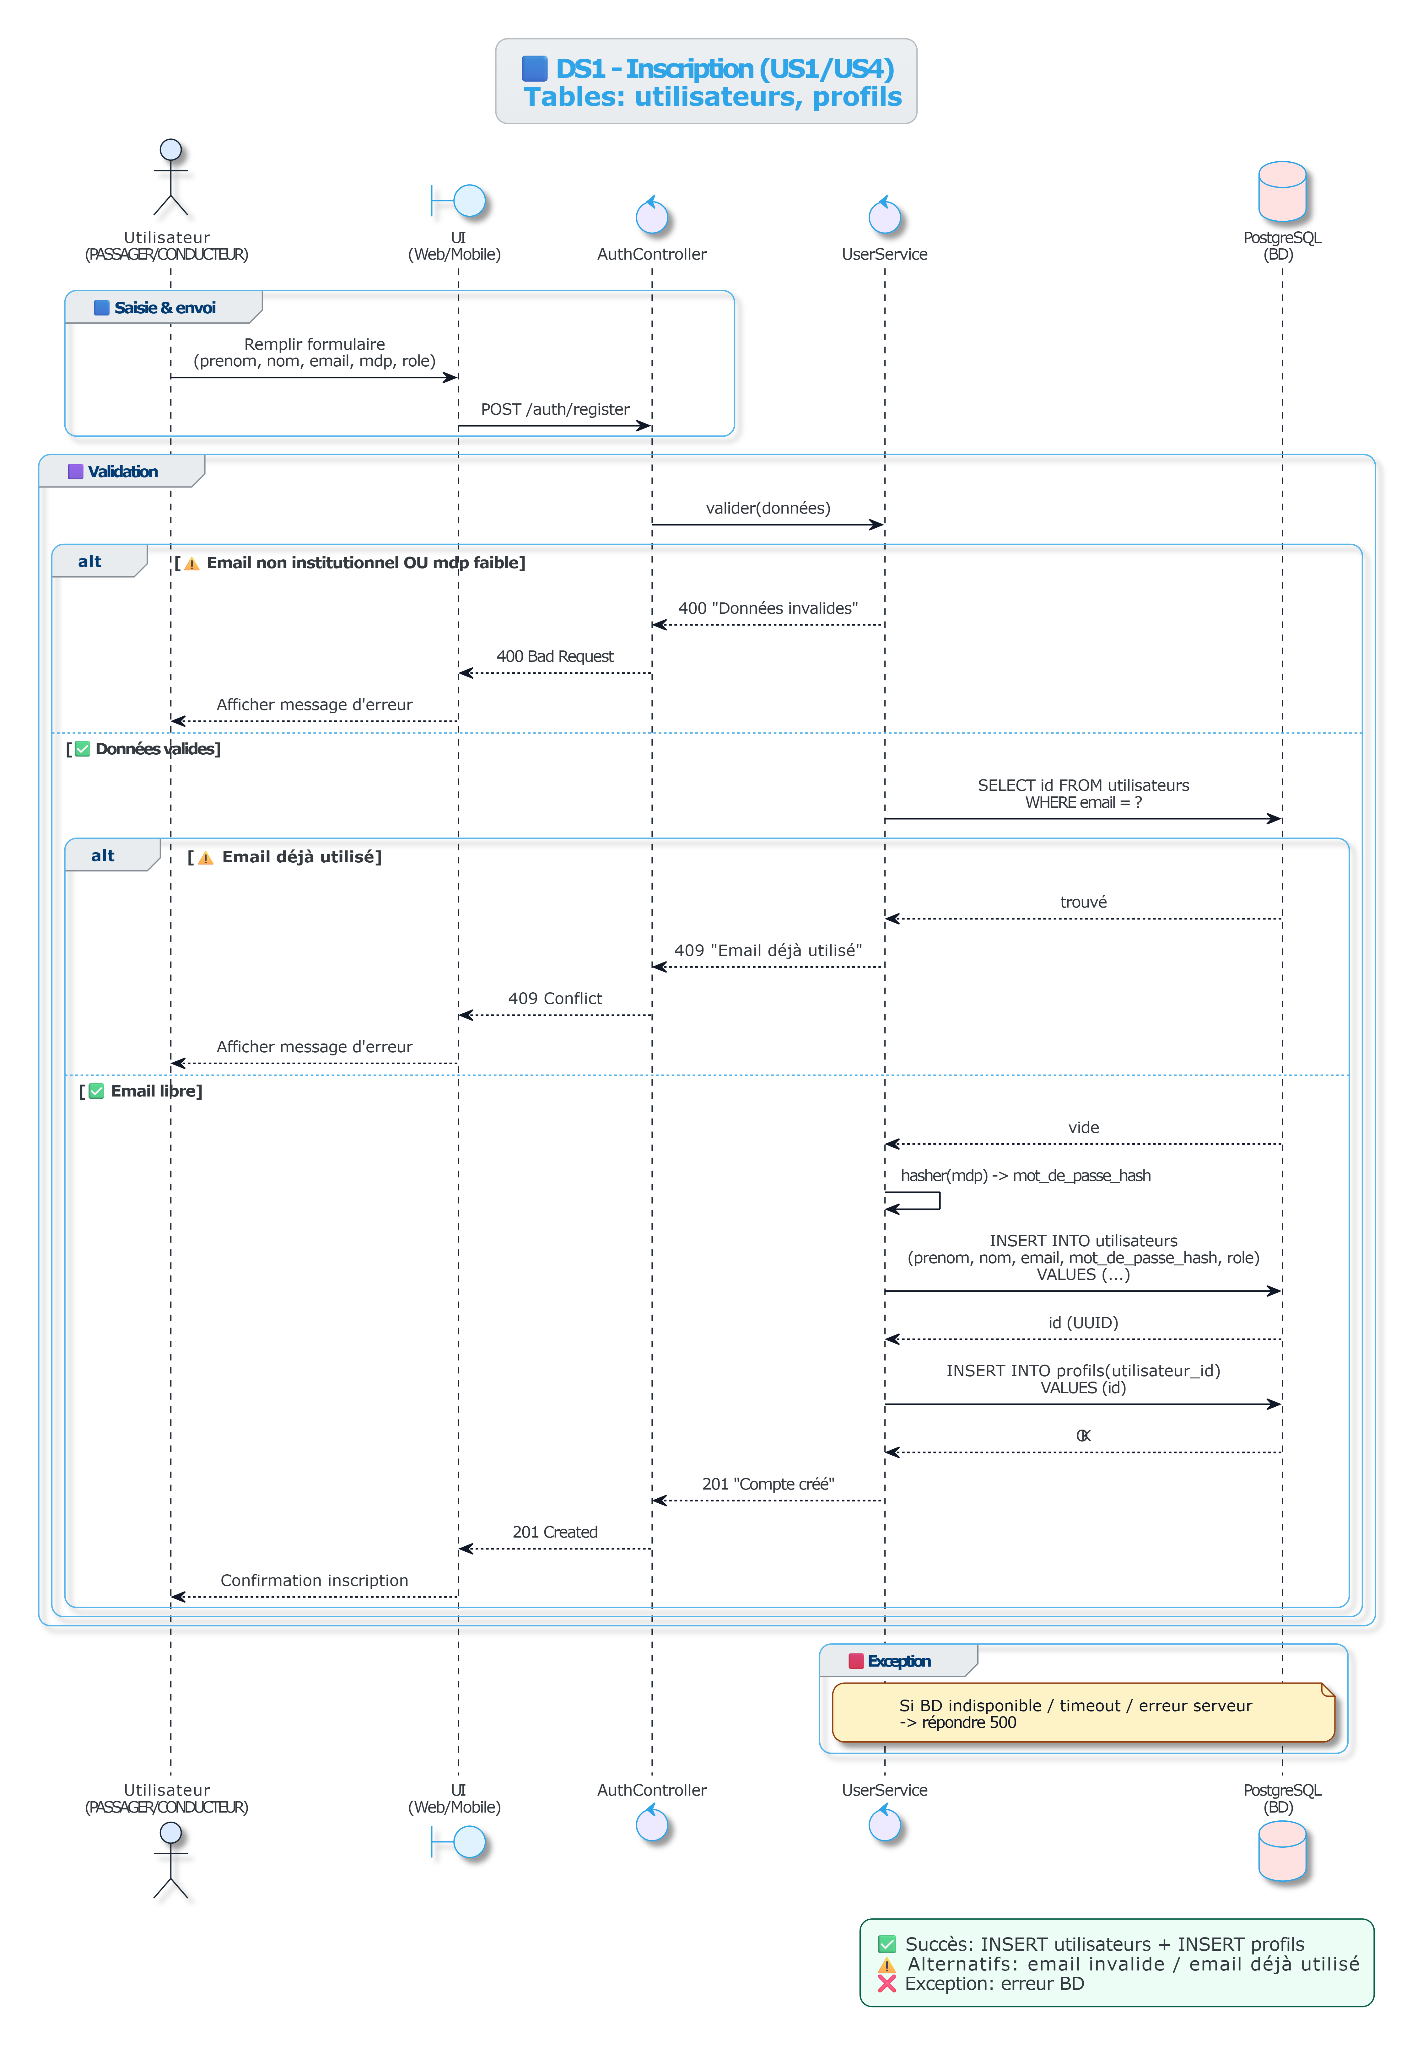 DS1 - Inscription (US1/US4)
Tables: utilisateurs, profils
Utilisateur
(PASSAGER/CONDUCTEUR)
UI
(Web/Mobile)
AuthController
UserService
PostgreSQL
(BD)
Saisie & envoi
Remplir formulaire
(prenom, nom, email, mdp, role)
POST /auth/register
Validation
valider(données)
alt
[⚠️ Email non institutionnel OU mdp faible]
400 "Données invalides"
400 Bad Request
Afficher message d'erreur
[✅ Données valides]
SELECT id FROM utilisateurs
WHERE email = ?
alt
[⚠️ Email déjà utilisé]
trouvé
409 "Email déjà utilisé"
409 Conflict
Afficher message d'erreur
[✅ Email libre]
vide
hasher(mdp) -> mot_de_passe_hash
INSERT INTO utilisateurs
(prenom, nom, email, mot_de_passe_hash, role)
VALUES (...)
id (UUID)
INSERT INTO profils(utilisateur_id)
VALUES (id)
OK
201 "Compte créé"
201 Created
Confirmation inscription
Exception
Si BD indisponible / timeout / erreur serveur
-> répondre 500
Utilisateur
(PASSAGER/CONDUCTEUR)
UI
(Web/Mobile)
AuthController
UserService
PostgreSQL
(BD)
✅ Succès: INSERT utilisateurs + INSERT profils
⚠️ Alternatifs: email invalide / email déjà utilisé
❌ Exception: erreur BD